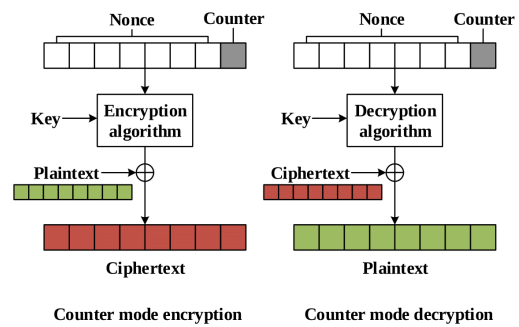 Nonce Counter
Key
Encryption
algorithm
Plaintext
Ciphertext
Counter mode encryption
Nonce Counter
Key
Decryption
algorithm
Ciphertext
Plaintext
Counter mode decryption